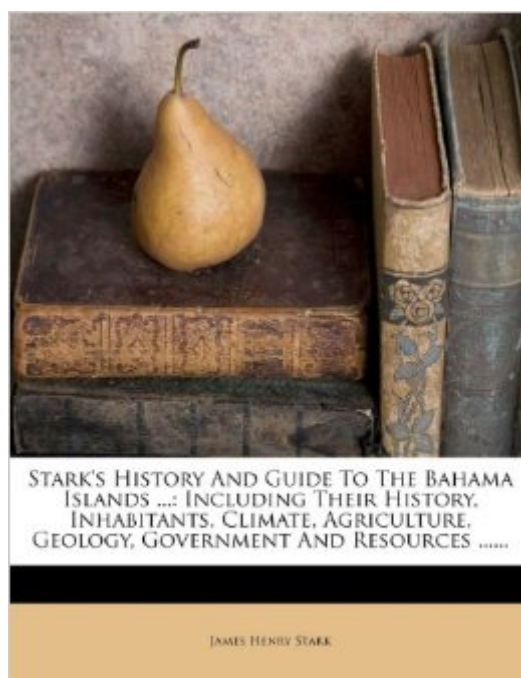 Stark's History And Guide To The Bahama
Islands ...: Including Their History,
Inhabitants, Climate, Agriculture,
Geology, Government And Resources ......
James Henry Stark